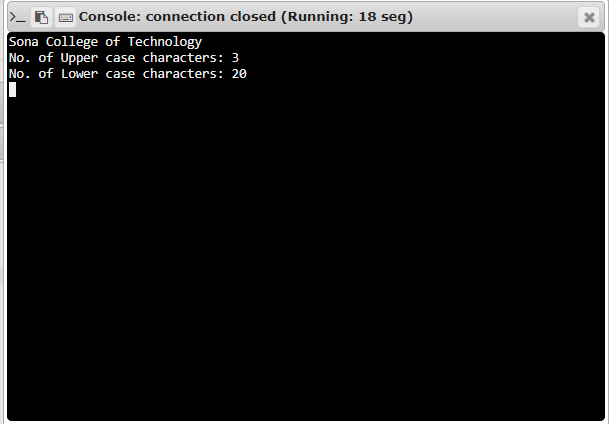 >_ Console: connection closed (Running: 18 seg)
Sona College of Technology
No. of Upper case characters: 3
No. of Lower case characters: 20